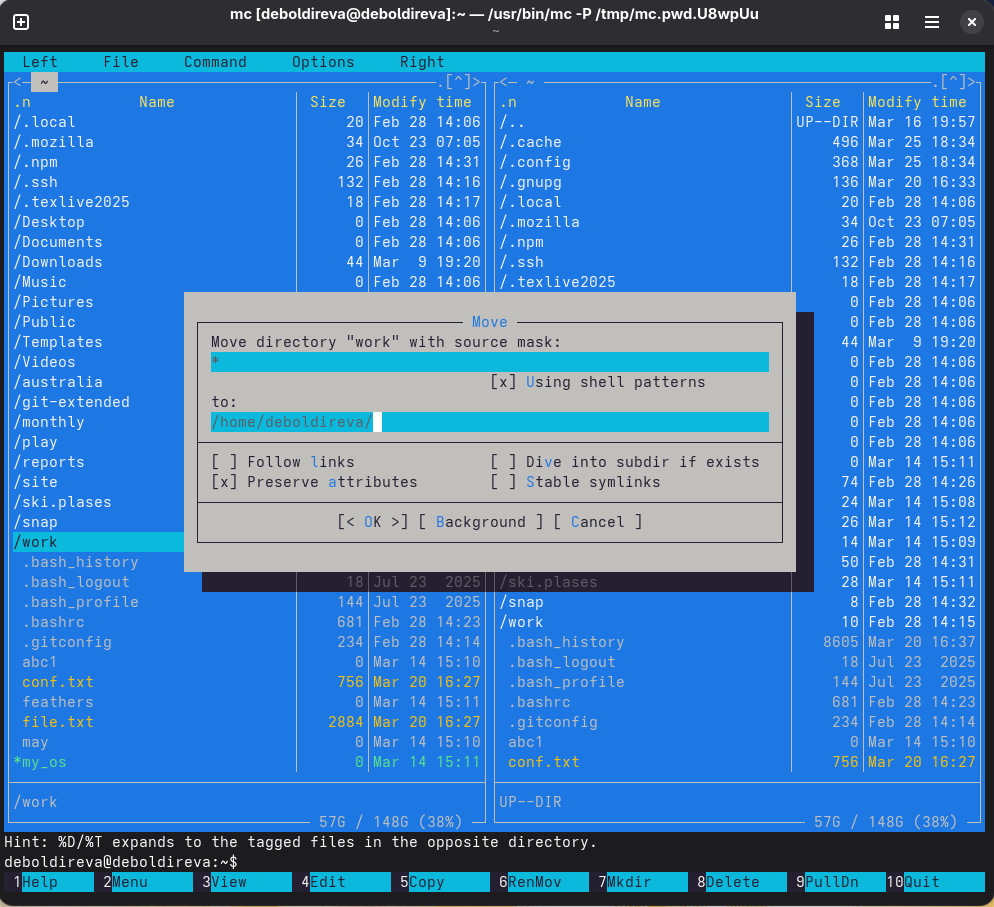 mc [deboldireva@deboldireva]:~ — /usr/bin/mc -P /tmp/mc.pwd.U8wpUu
~
Left File Command Options Right
<─ ~ .[^]>
.n Name Size Modify time
/.local 20 Feb 28 14:06
/.mozilla 34 Oct 23 07:05
/.npm 26 Feb 28 14:31
/.ssh 132 Feb 28 14:16
/.texlive2025 18 Feb 28 14:17
/Desktop 0 Feb 28 14:06
/Documents 0 Feb 28 14:06
/Downloads 44 Mar 9 19:20
/Music 0 Feb 28 14:06
/Pictures
/Public
/Templates
/Videos
/australia
/git-extended
/monthly
/play
/reports
/site
/ski.plases
/snap
/work
.bash_history
.bash_logout 18 Jul 23 2025
.bash_profile 144 Jul 23 2025
.bashrc 681 Feb 28 14:23
.gitconfig 234 Feb 28 14:14
abc1 0 Mar 14 15:10
conf.txt 756 Mar 20 16:27
feathers 0 Mar 14 15:11
file.txt 2884 Mar 20 16:27
may 0 Mar 14 15:10
*my_os 0 Mar 14 15:11
/work
57G / 148G (38%)
<─ ~ .[^]>
.n Name Size Modify time
/.. UP--DIR Mar 16 19:57
/.cache 496 Mar 25 18:34
/.config 368 Mar 25 18:34
/.gnupg 136 Mar 20 16:33
/.local 20 Feb 28 14:06
/.mozilla 34 Oct 23 07:05
/.npm 26 Feb 28 14:31
/.ssh 132 Feb 28 14:16
/.texlive2025 18 Feb 28 14:17
0 Feb 28 14:06
0 Feb 28 14:06
44 Mar 9 19:20
0 Feb 28 14:06
0 Feb 28 14:06
0 Feb 28 14:06
0 Feb 28 14:06
0 Feb 28 14:06
0 Mar 14 15:11
74 Feb 28 14:26
24 Mar 14 15:08
26 Mar 14 15:12
14 Mar 14 15:09
50 Feb 28 14:31
/ski.plases 28 Mar 14 15:11
/snap 8 Feb 28 14:32
/work 10 Feb 28 14:15
.bash_history 8605 Mar 20 16:37
.bash_logout 18 Jul 23 2025
.bash_profile 144 Jul 23 2025
.bashrc 681 Feb 28 14:23
.gitconfig 234 Feb 28 14:14
abc1 0 Mar 14 15:10
conf.txt 756 Mar 20 16:27
UP--DIR
57G / 148G (38%)
Move
Move directory "work" with source mask:
*
[x] Using shell patterns
to:
/home/deboldireva/
[ ] Follow links [ ] Dive into subdir if exists
[x] Preserve attributes [ ] Stable symlinks
[< OK >] [ Background ] [ Cancel ]
Hint: %D/%T expands to the tagged files in the opposite directory.
deboldireva@deboldireva:~$
1Help 2Menu 3View 4Edit 5Copy 6RenMov 7Mkdir 8Delete 9PullDn 10Quit